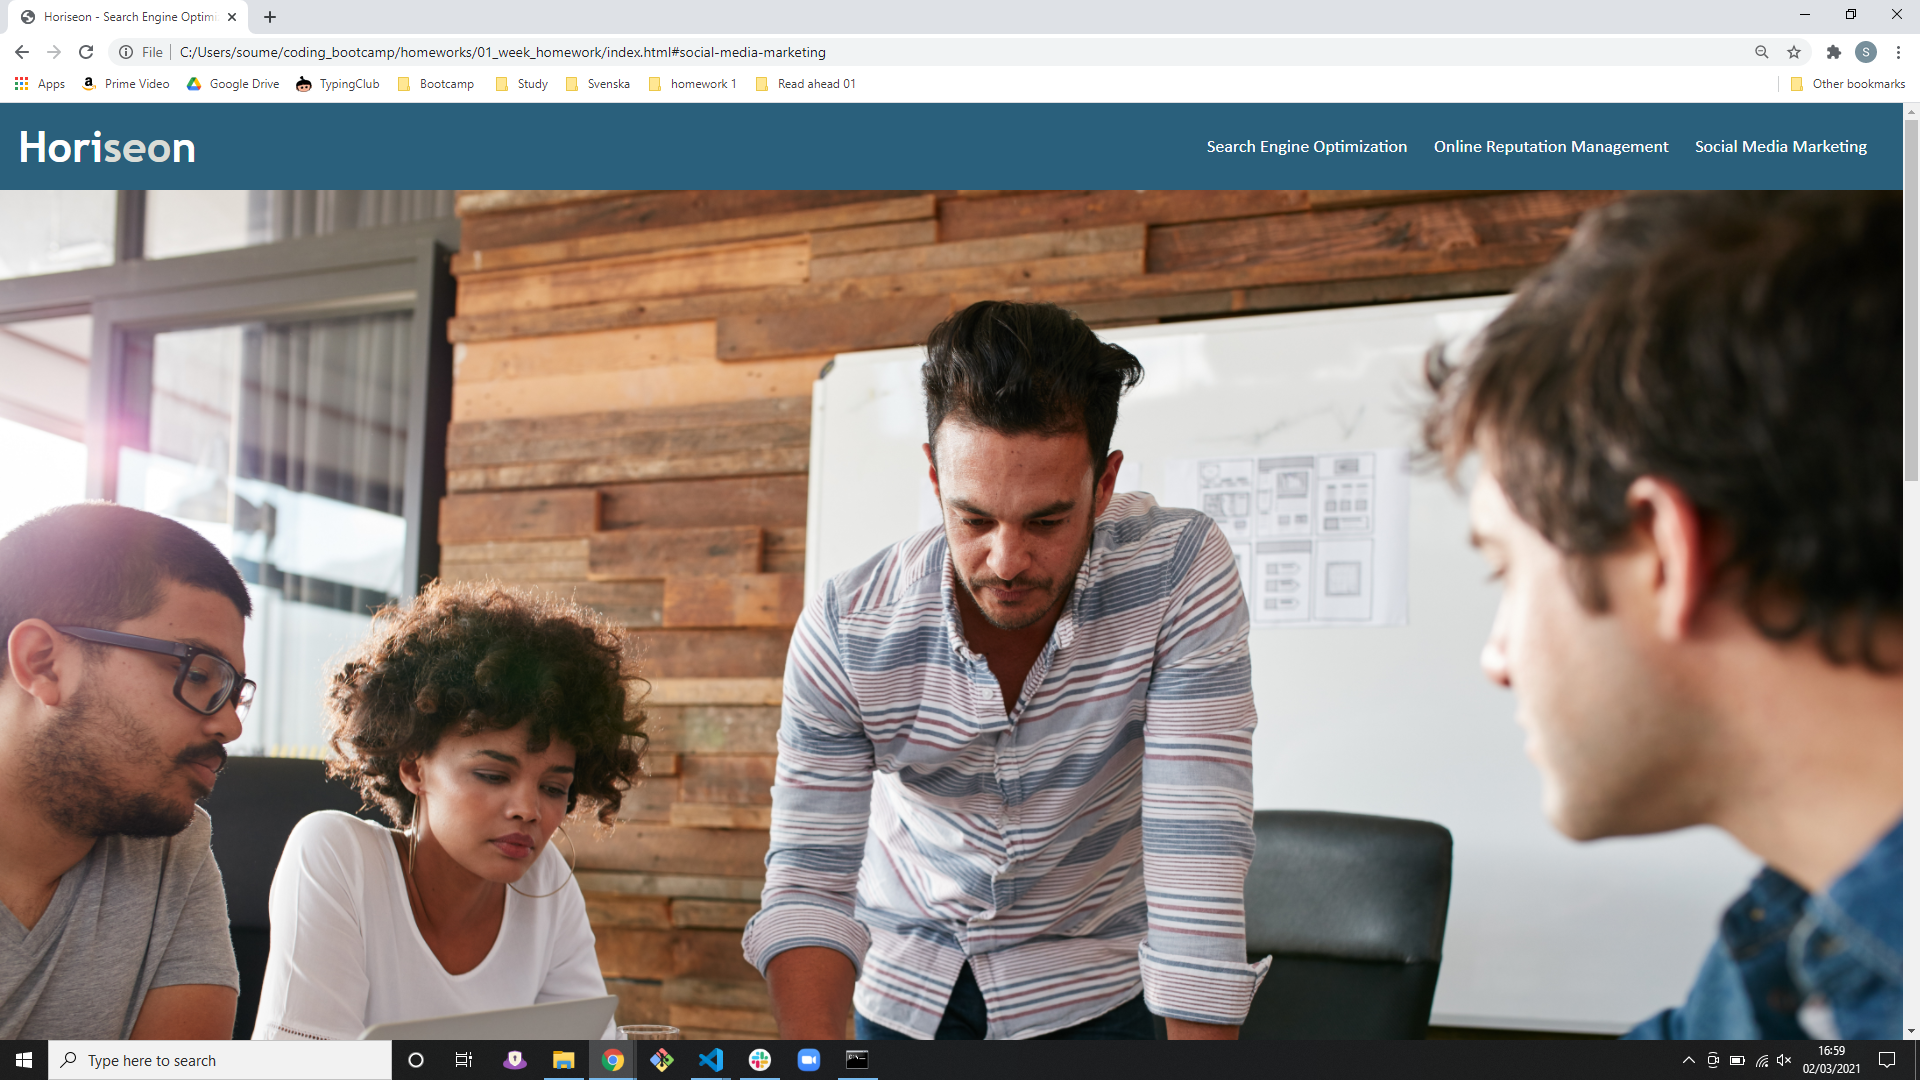 Horiseon - Search Engine Optimi
File
C:/Users/soume/coding_bootcamp/homeworks/01_week_homework/index.html#social-media-marketing
S
Apps
Prime Video
Google Drive
TypingClub
Bootcamp
Study
Svenska
homework 1
Read ahead 01
Other bookmarks
Horiseon
Search Engine Optimization
Online Reputation Management
Social Media Marketing
Type here to search
16:59
02/03/2021